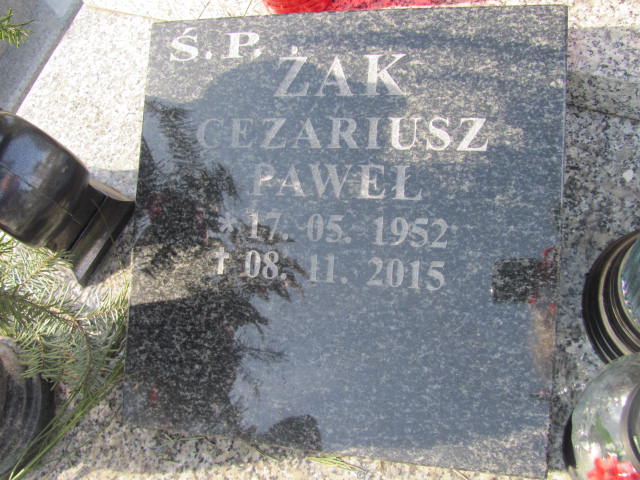 Ś.P.
ŻAK
CEZARIUSZ
PAWEŁ
* 17. 05. 1952
† 08. 11. 2015